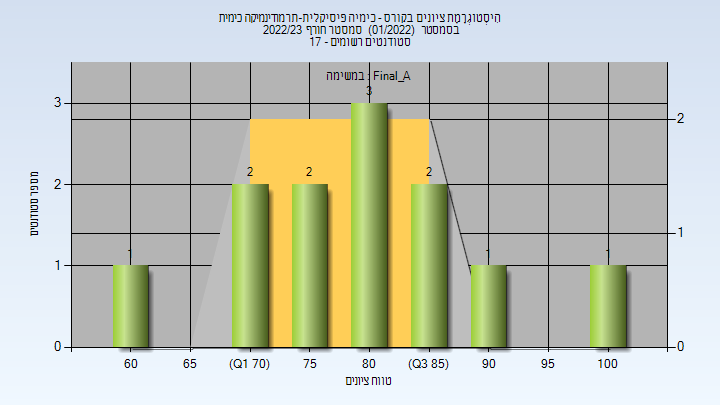 היסטוגרמת ציונים בקורס - כימיה פיסיקלית-תרמודינמיקה כימית
בסמסטר (01/2022) סמסטר חורף 2022/23
סטודנטים רשומים - 17
במשימה : Final_A
3
2 2 2
1 1 1
3
2
1
0
2
1
0
מספר סטודנטים
60 65 (Q1 70) 75 80 (Q3 85) 90 95 100
טווח ציונים